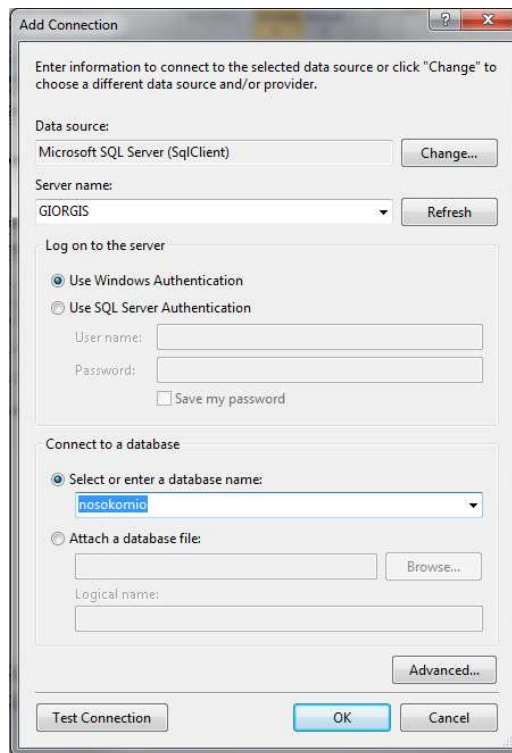 Add Connection
Enter information to connect to the selected data source or click "Change" to
choose a different data source and/or provider.
Data source:
Microsoft SQL Server (SqlClient)
Change...
Server name:
GIORGIS
Refresh
Log on to the server
Use Windows Authentication
Use SQL Server Authentication
User name:
Password:
Save my password
Connect to a database
Select or enter a database name:
nosokomio
Attach a database file:
Browse...
Logical name:
Advanced...
Test Connection
OK
Cancel